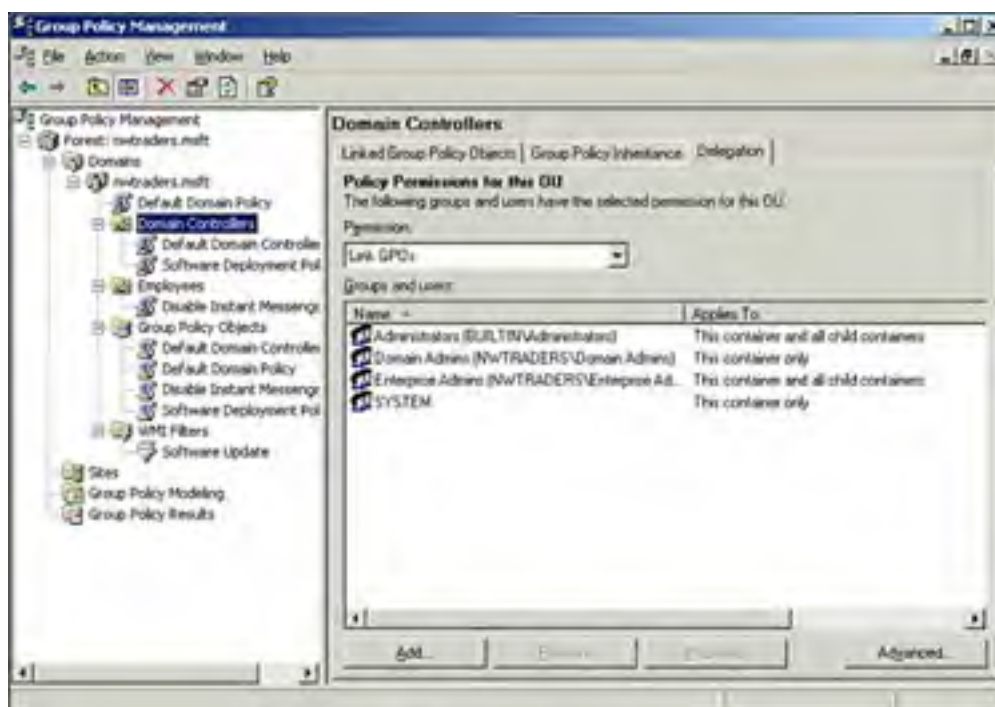 Group Policy Management
File Action View Window Help
Group Policy Management
Forest: nwtraders.msft
Domains
nwtraders.msft
Default Domain Policy
Domain Controllers
Default Domain Controller
Software Deployment Pol
Employees
Disable Instant Messengr
Group Policy Objects
Default Domain Controller
Default Domain Policy
Disable Instant Messengr
Software Deployment Pol
WMI Filters
Software Update
Sites
Group Policy Modeling
Group Policy Results
Domain Controllers
Linked Group Policy Objects Group Policy Inheritance Delegation
Policy Permissions for this OU
The following groups and users have the selected permission for this OU.
Permission:
Link GPOs
Groups and users:
Name Applies To
Administrators (BUILTIN\Administrators) This container and all child containers
Domain Admins (NWTRADERS\Domain Admins) This container only
Enterprise Admins (NWTRADERS\Enterprise Ad... This container and all child containers
SYSTEM This container only
Add... Advanced...